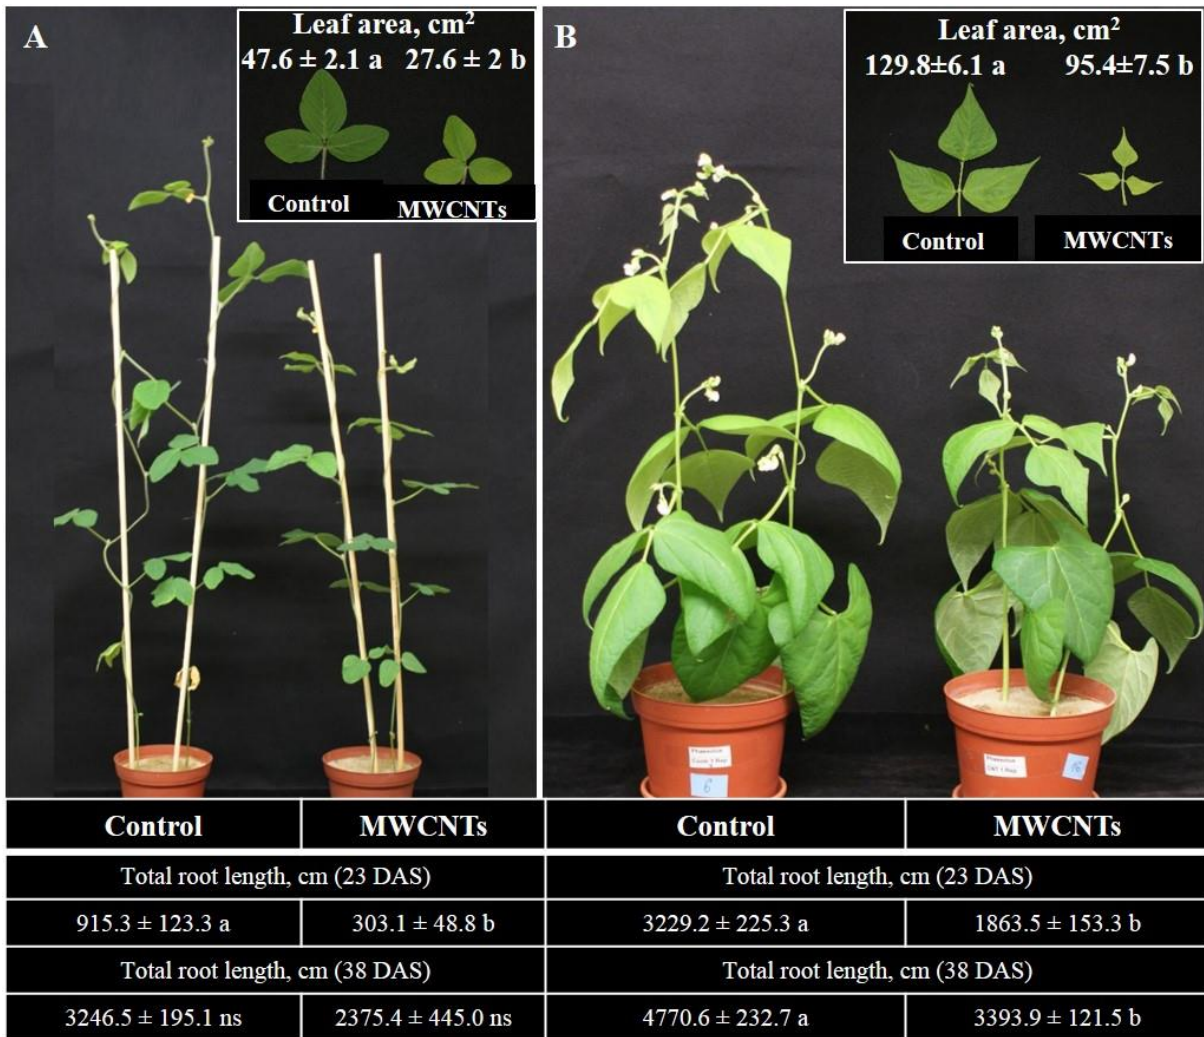 A
Leaf area, cm²
47.6 ± 2.1 a 27.6 ± 2 b
Control MWCNTs
B
Leaf area, cm²
129.8±6.1 a 95.4±7.5 b
Control MWCNTs
Phaseolus
6
Phaseolus
16
Control MWCNTs Control MWCNTs
Total root length, cm (23 DAS) Total root length, cm (23 DAS)
915.3 ± 123.3 a 303.1 ± 48.8 b 3229.2 ± 225.3 a 1863.5 ± 153.3 b
Total root length, cm (38 DAS) Total root length, cm (38 DAS)
3246.5 ± 195.1 ns 2375.4 ± 445.0 ns 4770.6 ± 232.7 a 3393.9 ± 121.5 b